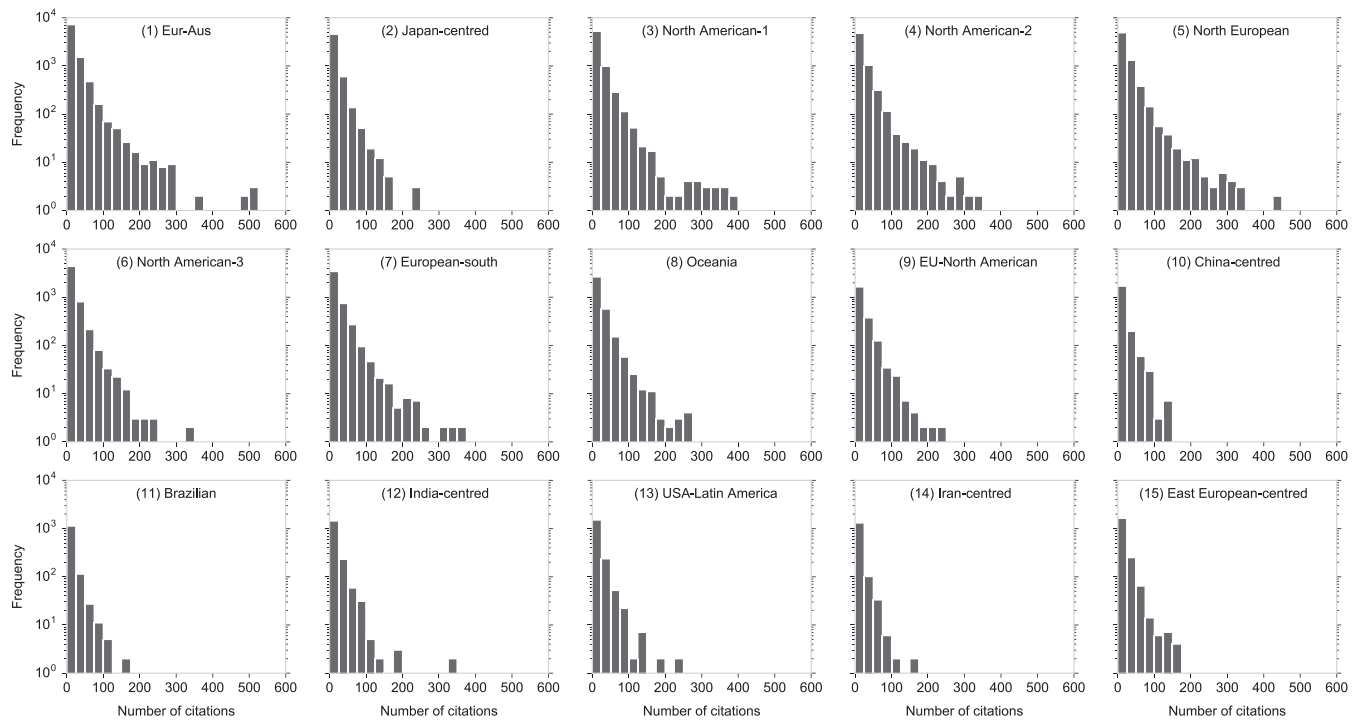 (1) Eur-Aus (2) Japan-centred (3) North American-1 (4) North American-2 (5) North European
10^4
10^3
10^2
10^1
10^0
Frequency
0 100 200 300 400 500 600 0 100 200 300 400 500 600 0 100 200 300 400 500 600 0 100 200 300 400 500 600 0 100 200 300 400 500 600
(6) North American-3 (7) European-south (8) Oceania (9) EU-North American (10) China-centred
10^4
10^3
10^2
10^1
10^0
Frequency
0 100 200 300 400 500 600 0 100 200 300 400 500 600 0 100 200 300 400 500 600 0 100 200 300 400 500 600 0 100 200 300 400 500 600
(11) Brazilian (12) India-centred (13) USA-Latin America (14) Iran-centred (15) East European-centred
10^4
10^3
10^2
10^1
10^0
Frequency
0 100 200 300 400 500 600 0 100 200 300 400 500 600 0 100 200 300 400 500 600 0 100 200 300 400 500 600 0 100 200 300 400 500 600
Number of citations Number of citations Number of citations Number of citations Number of citations